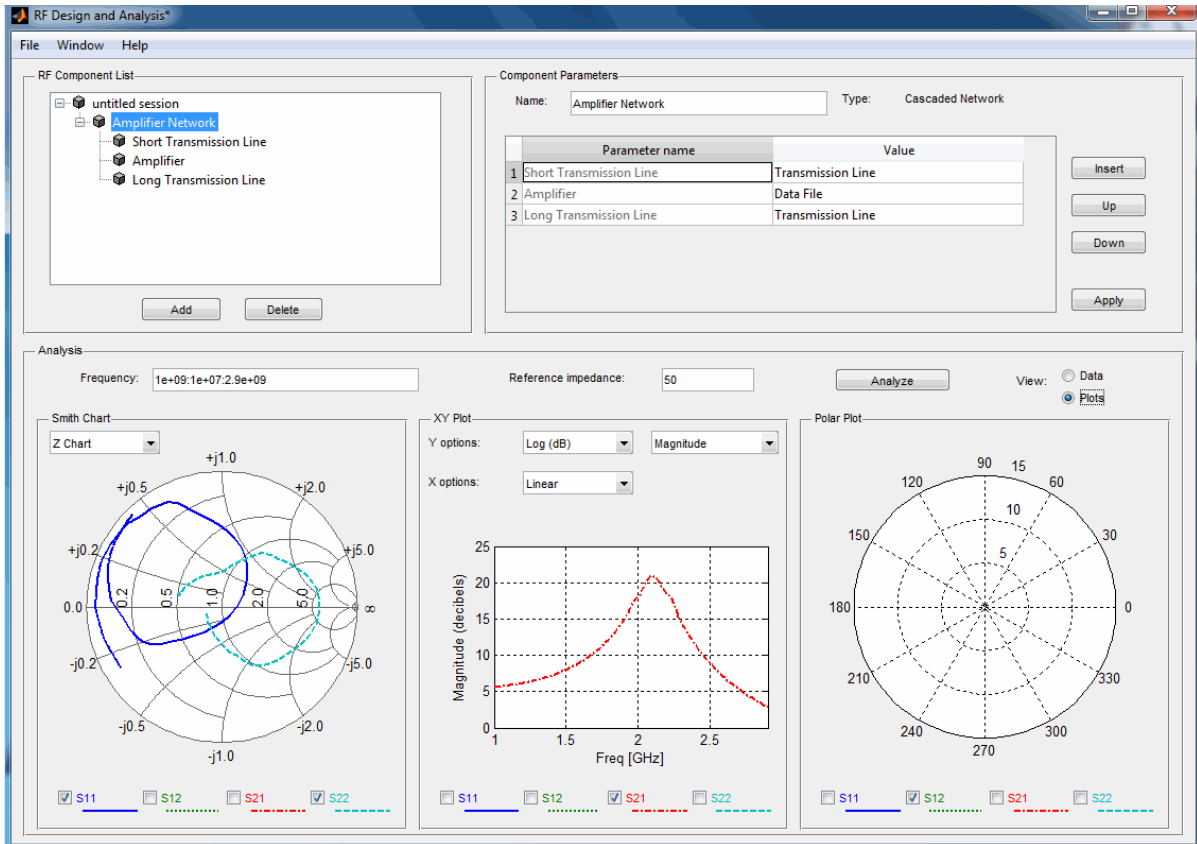 RF Design and Analysis*
File Window Help
RF Component List
untitled session
Amplifier Network
Short Transmission Line
Amplifier
Long Transmission Line
Add Delete
Component Parameters
Name: Amplifier Network Type: Cascaded Network
Parameter name Value
1 Short Transmission Line Transmission Line
2 Amplifier Data File
3 Long Transmission Line Transmission Line
Insert
Up
Down
Apply
Analysis
Frequency: 1e+09:1e+07:2.9e+09 Reference impedance: 50 Analyze View: Data
Plots
Smith Chart
Z Chart
+j1.0
+j0.5 +j2.0
+j0.2 +j5.0
0.0 0.2 0.5 1.0 2.0 5.0 ∞
-j0.2 -j5.0
-j0.5 -j2.0
-j1.0
S11 S12 S21 S22
XY Plot
Y options: Log (dB) Magnitude
X options: Linear
Magnitude (decibels)
25
20
15
10
5
0
1 1.5 2 2.5
Freq [GHz]
S11 S12 S21 S22
Polar Plot
90 15
120 60
10
150 30
5
180 0
210 330
240 300
270
S11 S12 S21 S22